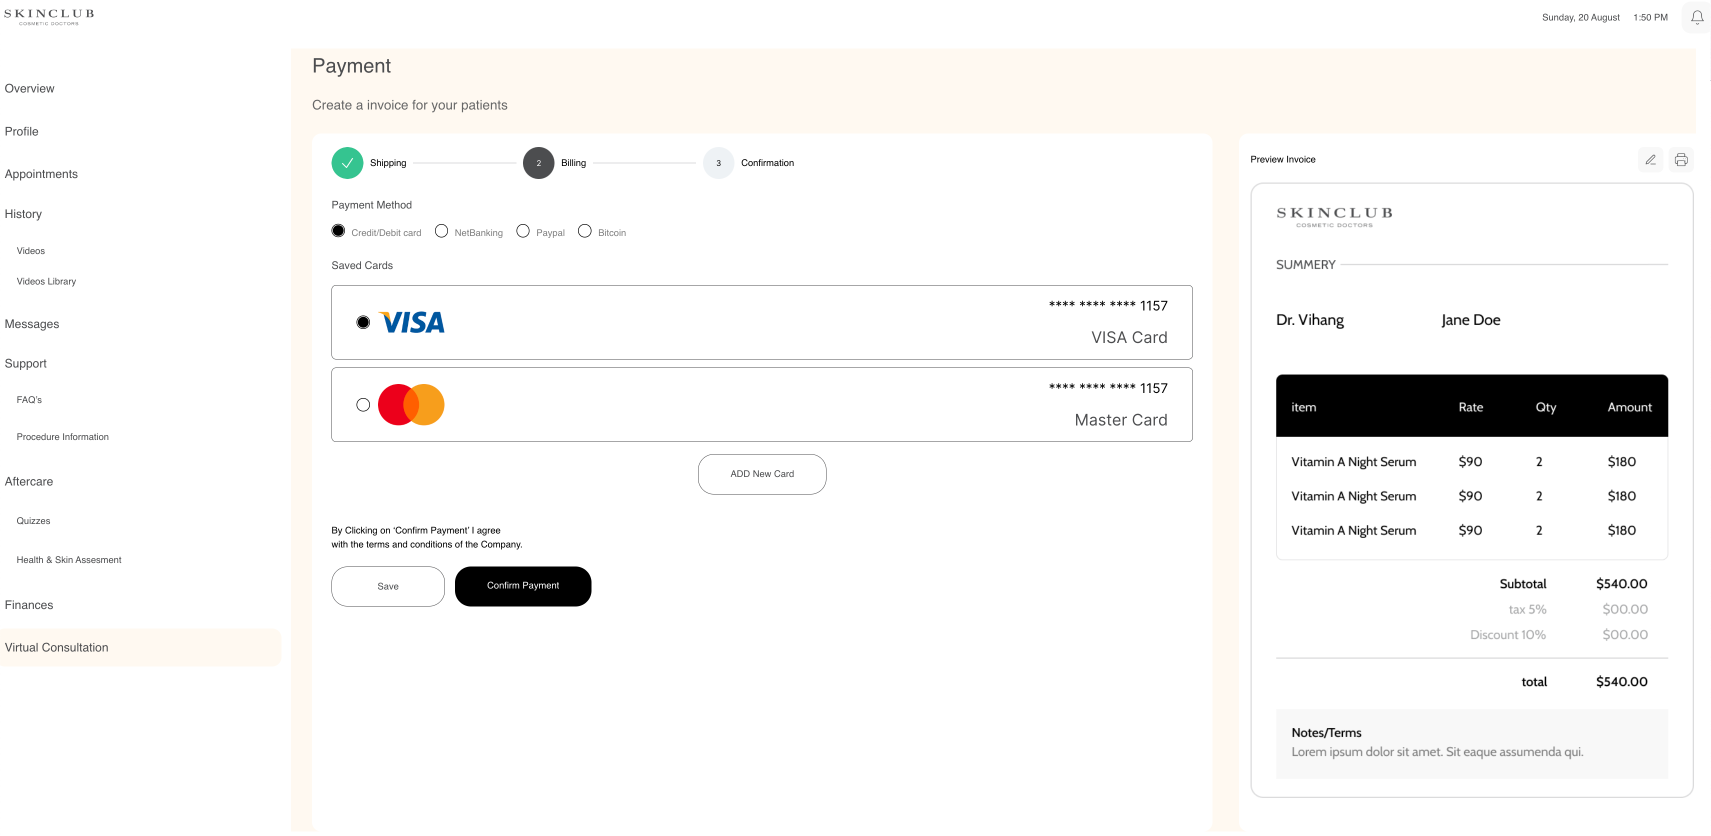 SKINCLUB
COSMETIC DOCTORS
Sunday, 20 August 1:50 PM
Overview
Profile
Appointments
History
Videos
Videos Library
Messages
Support
FAQ's
Procedure Information
Aftercare
Quizzes
Health & Skin Assesment
Finances
Virtual Consultation
Payment
Create a invoice for your patients
Shipping
2 Billing
3 Confirmation
Payment Method
Credit/Debit card NetBanking Paypal Bitcoin
Saved Cards
VISA
**** **** **** 1157
VISA Card
**** **** **** 1157
Master Card
ADD New Card
By Clicking on ‘Confirm Payment’ I agree
with the terms and conditions of the Company.
Save Confirm Payment
Preview Invoice
SKINCLUB
COSMETIC DOCTORS
SUMMERY
Dr. Vihang Jane Doe
item Rate Qty Amount
Vitamin A Night Serum $90 2 $180
Vitamin A Night Serum $90 2 $180
Vitamin A Night Serum $90 2 $180
Subtotal $540.00
tax 5% $00.00
Discount 10% $00.00
total $540.00
Notes/Terms
Lorem ipsum dolor sit amet. Sit eaque assumenda qui.